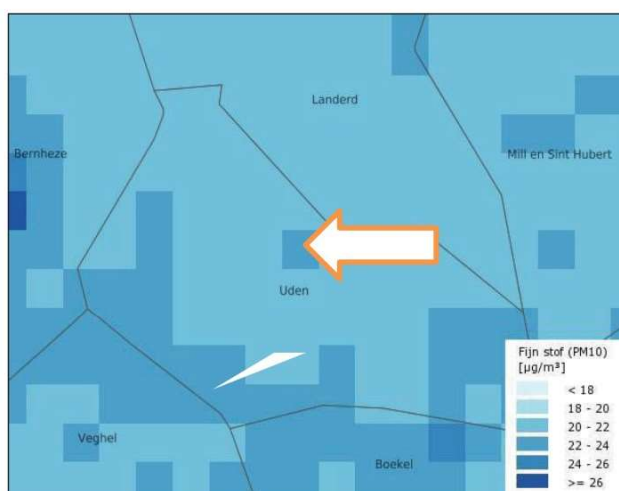 Landerd
Bernheze
Mill en Sint Hubert
Uden
Veghel
Boekel
Fijn stof (PM10)
[µg/m³]
< 18
18 - 20
20 - 22
22 - 24
24 - 26
>= 26